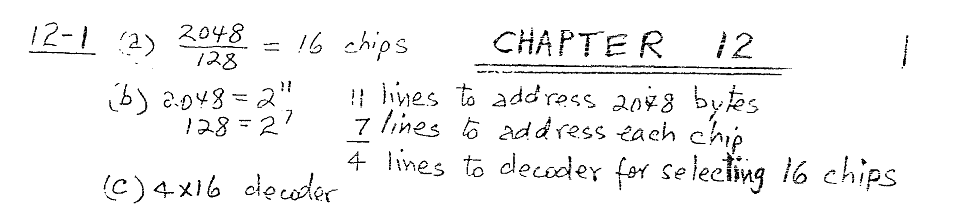 CHAPTER 12 1
12-1 (a) 2048/128 = 16 chips
(b) 2048 = 2^11 11 lines to address 2048 bytes
128 = 2^7 7 lines to address each chip
4 lines to decoder for selecting 16 chips
(c) 4x16 decoder